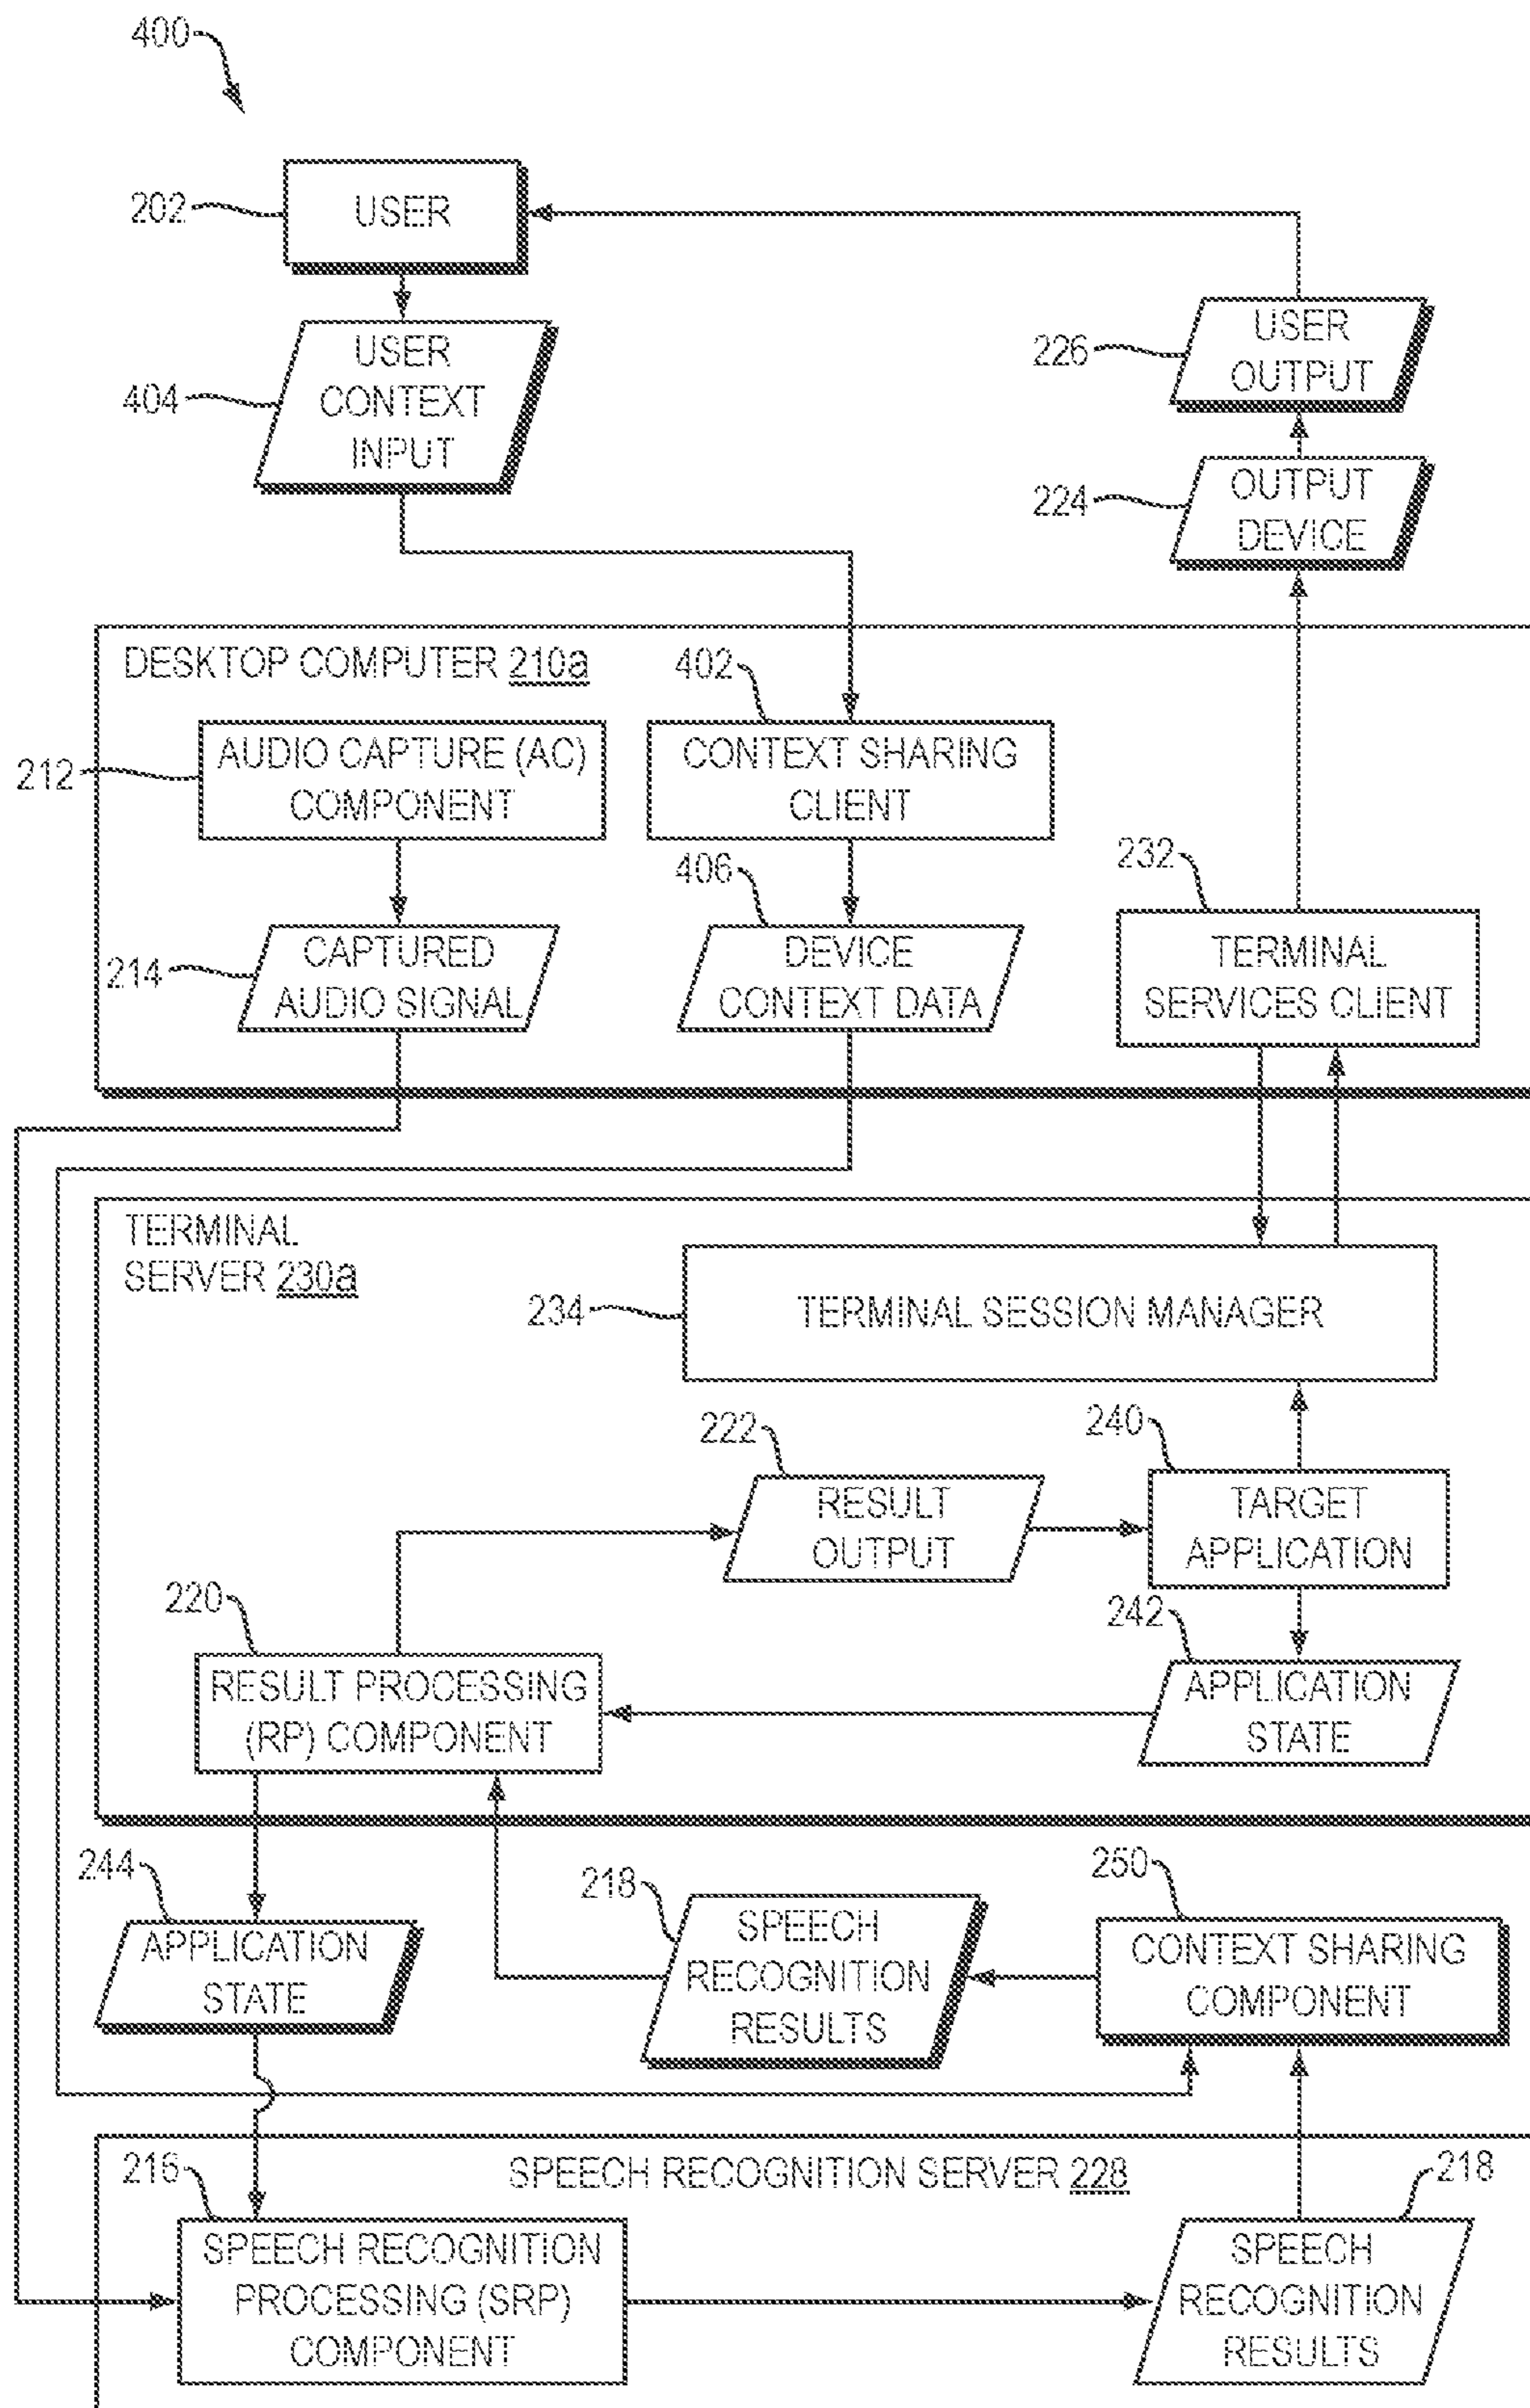 400
202
USER
404
USER
CONTEXT
INPUT
226
USER
OUTPUT
224
OUTPUT
DEVICE
DESKTOP COMPUTER 210a
402
212
AUDIO CAPTURE (AC)
COMPONENT
CONTEXT SHARING
CLIENT
406
232
214
CAPTURED
AUDIO SIGNAL
DEVICE
CONTEXT DATA
TERMINAL
SERVICES CLIENT
TERMINAL
SERVER 230a
234
TERMINAL SESSION MANAGER
222
240
RESULT
OUTPUT
TARGET
APPLICATION
220
242
RESULT PROCESSING
(RP) COMPONENT
APPLICATION
STATE
244
218
250
APPLICATION
STATE
SPEECH
RECOGNITION
RESULTS
CONTEXT SHARING
COMPONENT
216
SPEECH RECOGNITION SERVER 228
218
SPEECH RECOGNITION
PROCESSING (SRP)
COMPONENT
SPEECH
RECOGNITION
RESULTS